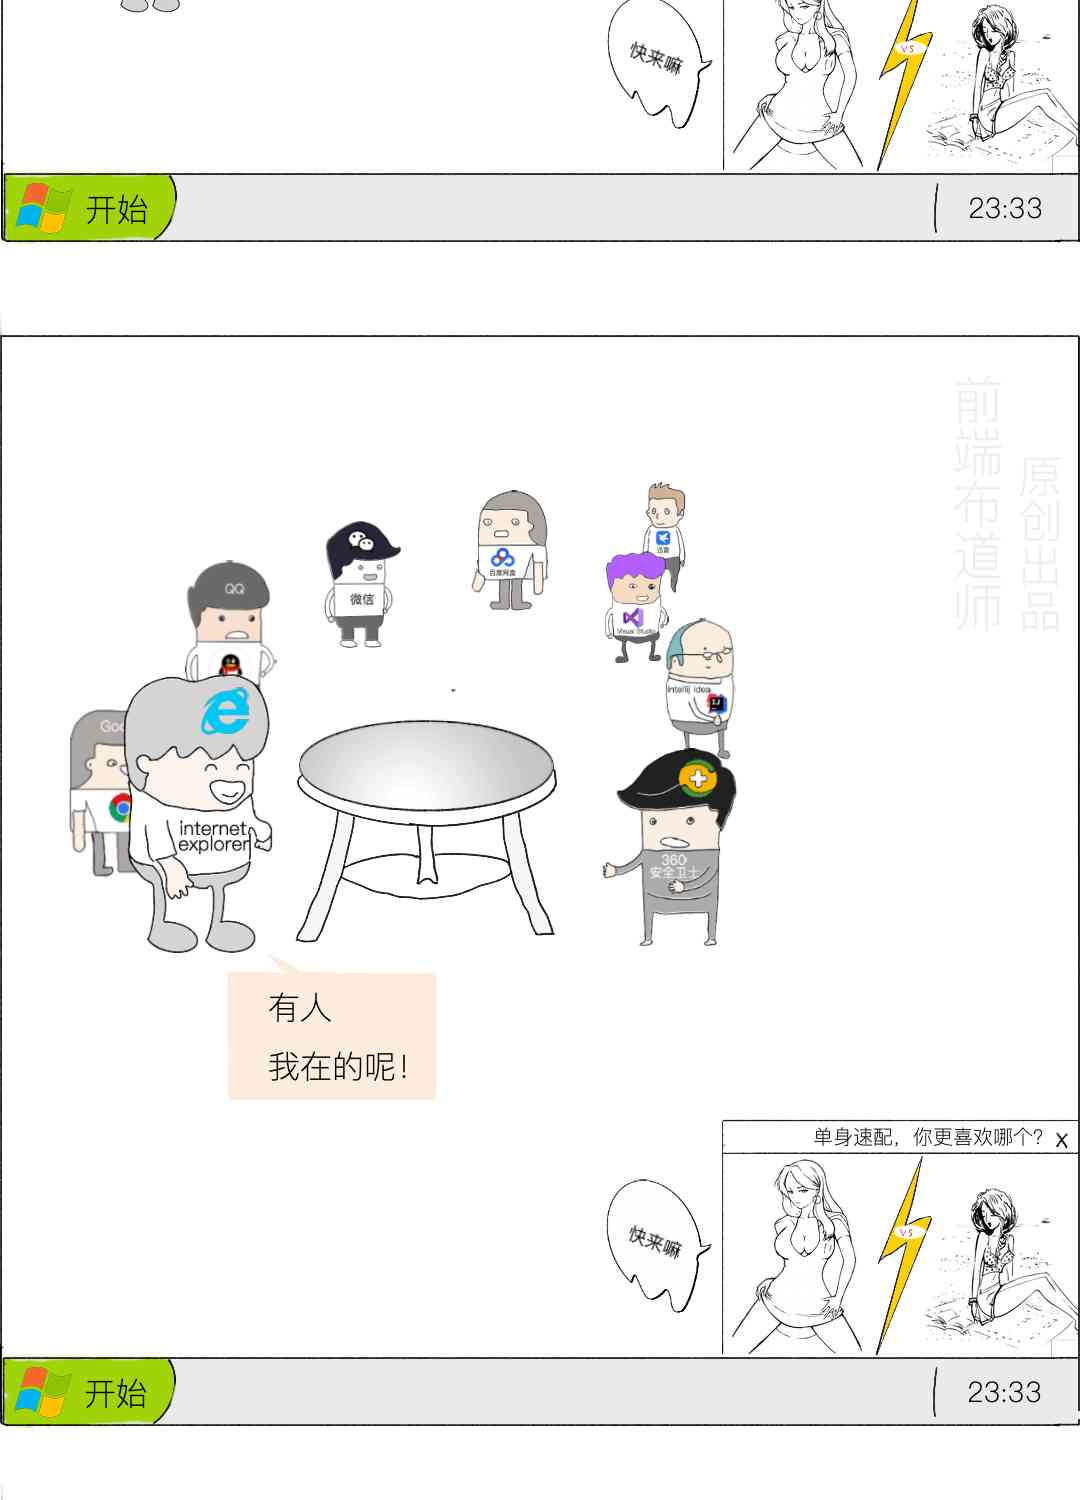 快来嘛
VS
开始
23:33
前端布道师
原创出品
迅雷
百度网盘
QQ
微信
Visual Studio
Intellij idea
IJ
Goo
internet
explorer
360
安全卫士
有人
我在的呢！
单身速配，你更喜欢哪个？ X
快来嘛
VS
开始
23:33